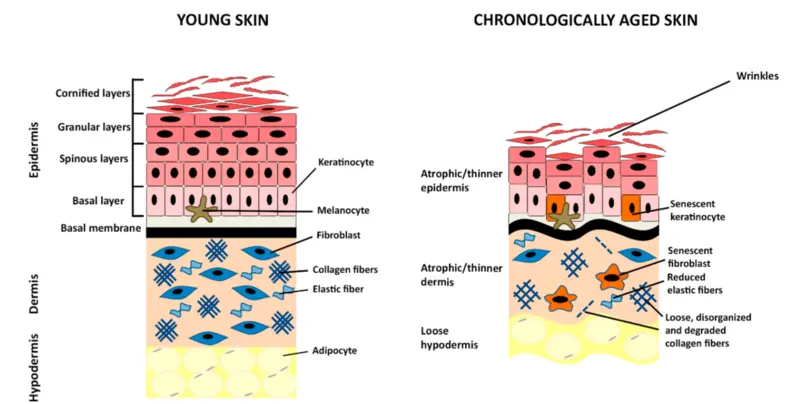 YOUNG SKIN
Epidermis
Cornified layers
Granular layers
Spinous layers
Basal layer
Basal membrane
Dermis
Hypodermis
Keratinocyte
Melanocyte
Fibroblast
Collagen fibers
Elastic fiber
Adipocyte
CHRONOLOGICALLY AGED SKIN
Wrinkles
Atrophic/thinner
epidermis
Atrophic/thinner
dermis
Loose
hypodermis
Senescent
keratinocyte
Senescent
fibroblast
Reduced
elastic fibers
Loose, disorganized
and degraded
collagen fibers